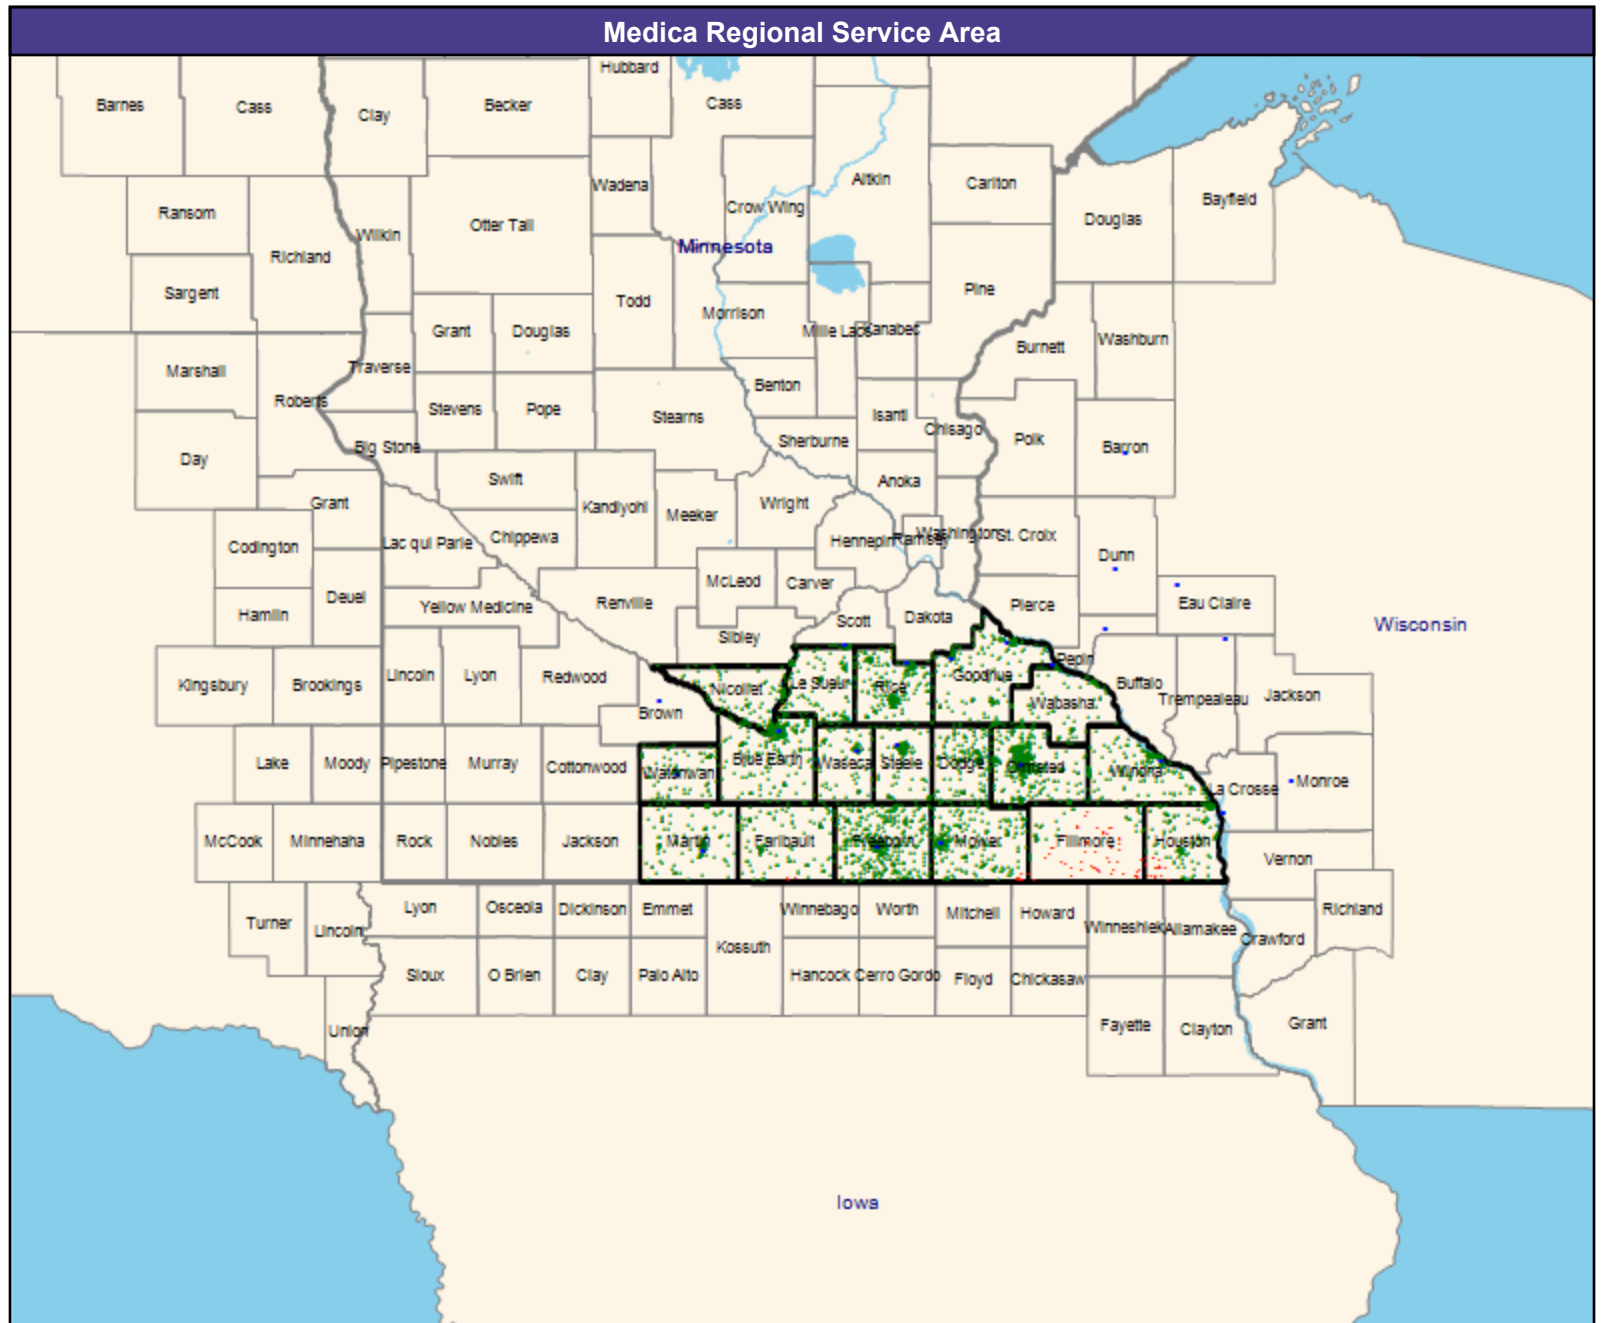 Medica Regional Service Area
Hubbard
Barnes
Cass
Clay
Becker
Cass
Wadena
Aitkin
Carlton
Crow Wing
Bayfield
Ransom
Otter Tail
Douglas
Wilkin
Minnesota
Richland
Sargent
Todd
Pine
Morrison
Grant
Douglas
Mille Lacs
Kanabec
Burnett
Washburn
Marshall
Traverse
Benton
Roberts
Stevens
Pope
Stearns
Isanti
Chisago
Polk
Barron
Big Stone
Sherburne
Day
Swift
Anoka
Grant
Kandiyohi
Meeker
Wright
Codington
Lac qui Parle
Chippewa
Hennepin
Ramsey
Washington
St. Croix
Dunn
McLeod
Carver
Deuel
Yellow Medicine
Renville
Pierce
Eau Claire
Hamlin
Scott
Dakota
Sibley
Wisconsin
Pepin
Kingsbury
Brookings
Lincoln
Lyon
Redwood
Nicollet
Le Sueur
Rice
Goodhue
Buffalo
Trempealeau
Jackson
Brown
Wabasha
Lake
Moody
Pipestone
Murray
Cottonwood
Watonwan
Blue Earth
Waseca
Steele
Dodge
Olmsted
Winona
La Crosse
Monroe
McCook
Minnehaha
Rock
Nobles
Jackson
Martin
Faribault
Freeborn
Mower
Fillmore
Houston
Vernon
Turner
Lincoln
Lyon
Osceola
Dickinson
Emmet
Winnebago
Worth
Mitchell
Howard
Winneshiek
Allamakee
Crawford
Richland
Kossuth
Sioux
O Brien
Clay
Palo Alto
Hancock
Cerro Gordo
Floyd
Chickasaw
Union
Fayette
Clayton
Grant
Iowa